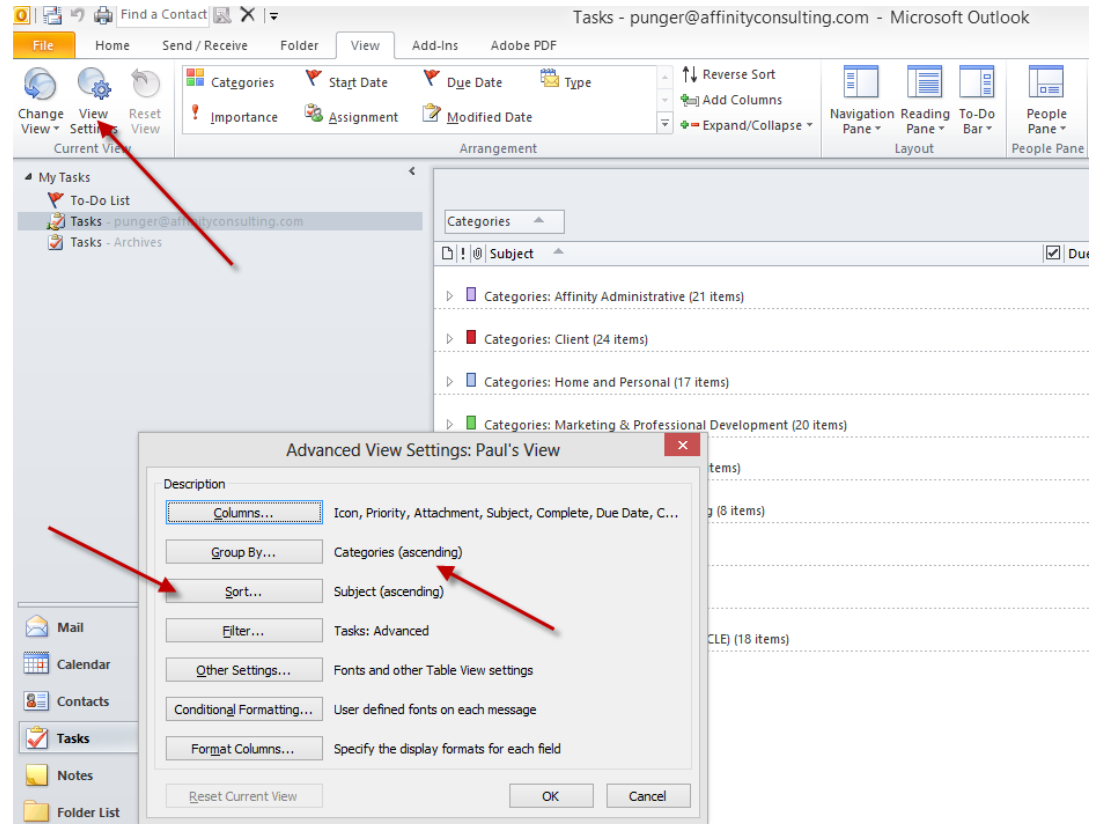 Find a Contact
Tasks - punger@affinityconsulting.com - Microsoft Outlook
File Home Send / Receive Folder View Add-Ins Adobe PDF
Categories Start Date Due Date Type
Importance Assignment Modified Date
Reverse Sort
Add Columns
Expand/Collapse
Change View
View Settings
Reset View
Navigation Pane
Reading Pane
To-Do Bar
People Pane
Current View Arrangement Layout People Pane
My Tasks
To-Do List
Tasks - punger@affinityconsulting.com
Tasks - Archives
Categories
! Subject Due
Categories: Affinity Administrative (21 items)
Categories: Client (24 items)
Categories: Home and Personal (17 items)
Categories: Marketing & Professional Development (20 items)
items)
(8 items)
CLE) (18 items)
Advanced View Settings: Paul's View
Description
Columns... Icon, Priority, Attachment, Subject, Complete, Due Date, C...
Group By... Categories (ascending)
Sort... Subject (ascending)
Filter... Tasks: Advanced
Other Settings... Fonts and other Table View settings
Conditional Formatting... User defined fonts on each message
Format Columns... Specify the display formats for each field
Reset Current View OK Cancel
Mail
Calendar
Contacts
Tasks
Notes
Folder List